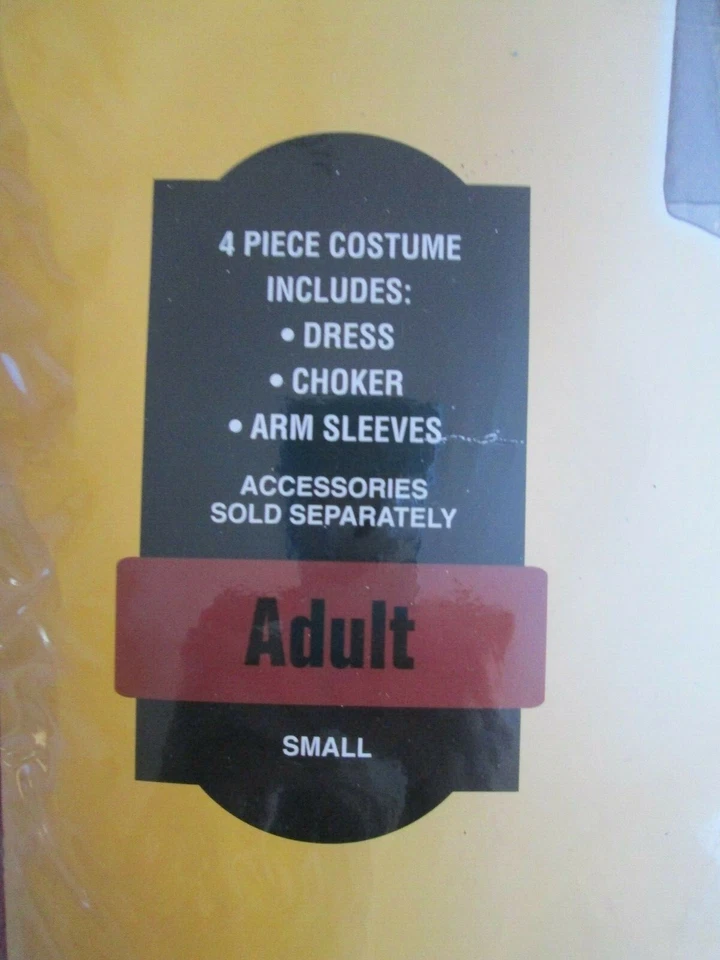 4 PIECE COSTUME
INCLUDES:
• DRESS
• CHOKER
• ARM SLEEVES
ACCESSORIES
SOLD SEPARATELY
Adult
SMALL